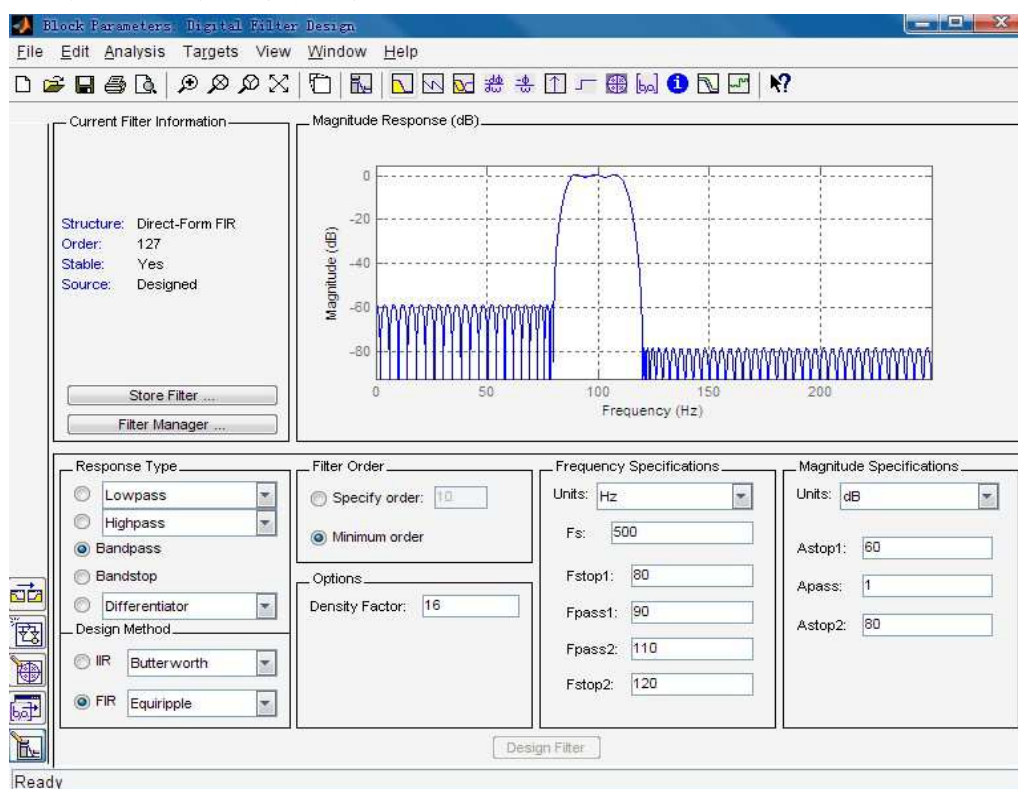 Block Parameters: Digital Filter Design
File Edit Analysis Targets View Window Help
Current Filter Information
Structure: Direct-Form FIR
Order: 127
Stable: Yes
Source: Designed
Store Filter ...
Filter Manager ...
Magnitude Response (dB)
Magnitude (dB)
0
-20
-40
-60
-80
0 50 100 150 200
Frequency (Hz)
Response Type
Lowpass
Highpass
Bandpass
Bandstop
Differentiator
Design Method
IIR Butterworth
FIR Equiripple
Filter Order
Specify order: 10
Minimum order
Options
Density Factor: 16
Frequency Specifications
Units: Hz
Fs: 500
Fstop1: 80
Fpass1: 90
Fpass2: 110
Fstop2: 120
Magnitude Specifications
Units: dB
Astop1: 60
Apass: 1
Astop2: 80
Design Filter
Ready